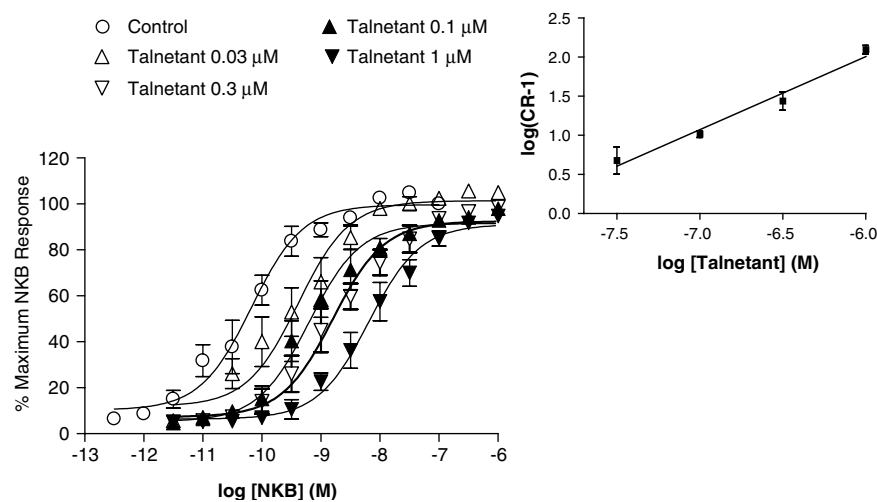 Control
Talnetant 0.03 μM
Talnetant 0.3 μM
Talnetant 0.1 μM
Talnetant 1 μM
% Maximum NKB Response
120
100
80
60
40
20
0
-13 -12 -11 -10 -9 -8 -7 -6
log [NKB] (M)
log(CR-1)
2.5
2.0
1.5
1.0
0.5
0.0
-7.5 -7.0 -6.5 -6.0
log [Talnetant] (M)